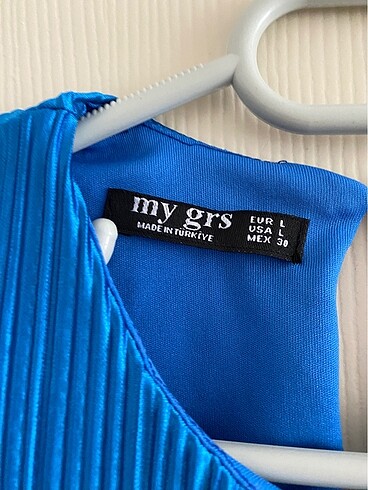 my grs
MADE IN TÜRKİYE
EUR L
USA L
MEX 30